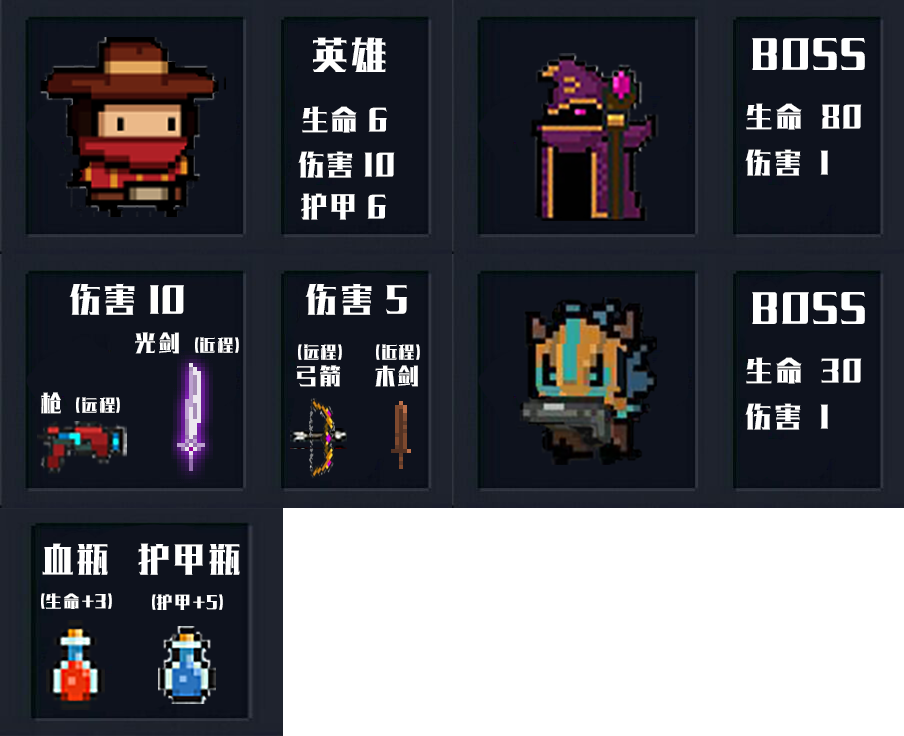 英雄
生命 6
伤害 10
护甲 6
BOSS
生命 80
伤害 1
伤害 10
光剑 (近程)
枪 (远程)
伤害 5
(远程) (近程)
弓箭 木剑
BOSS
生命 30
伤害 1
血瓶 护甲瓶
(生命+3) (护甲+5)